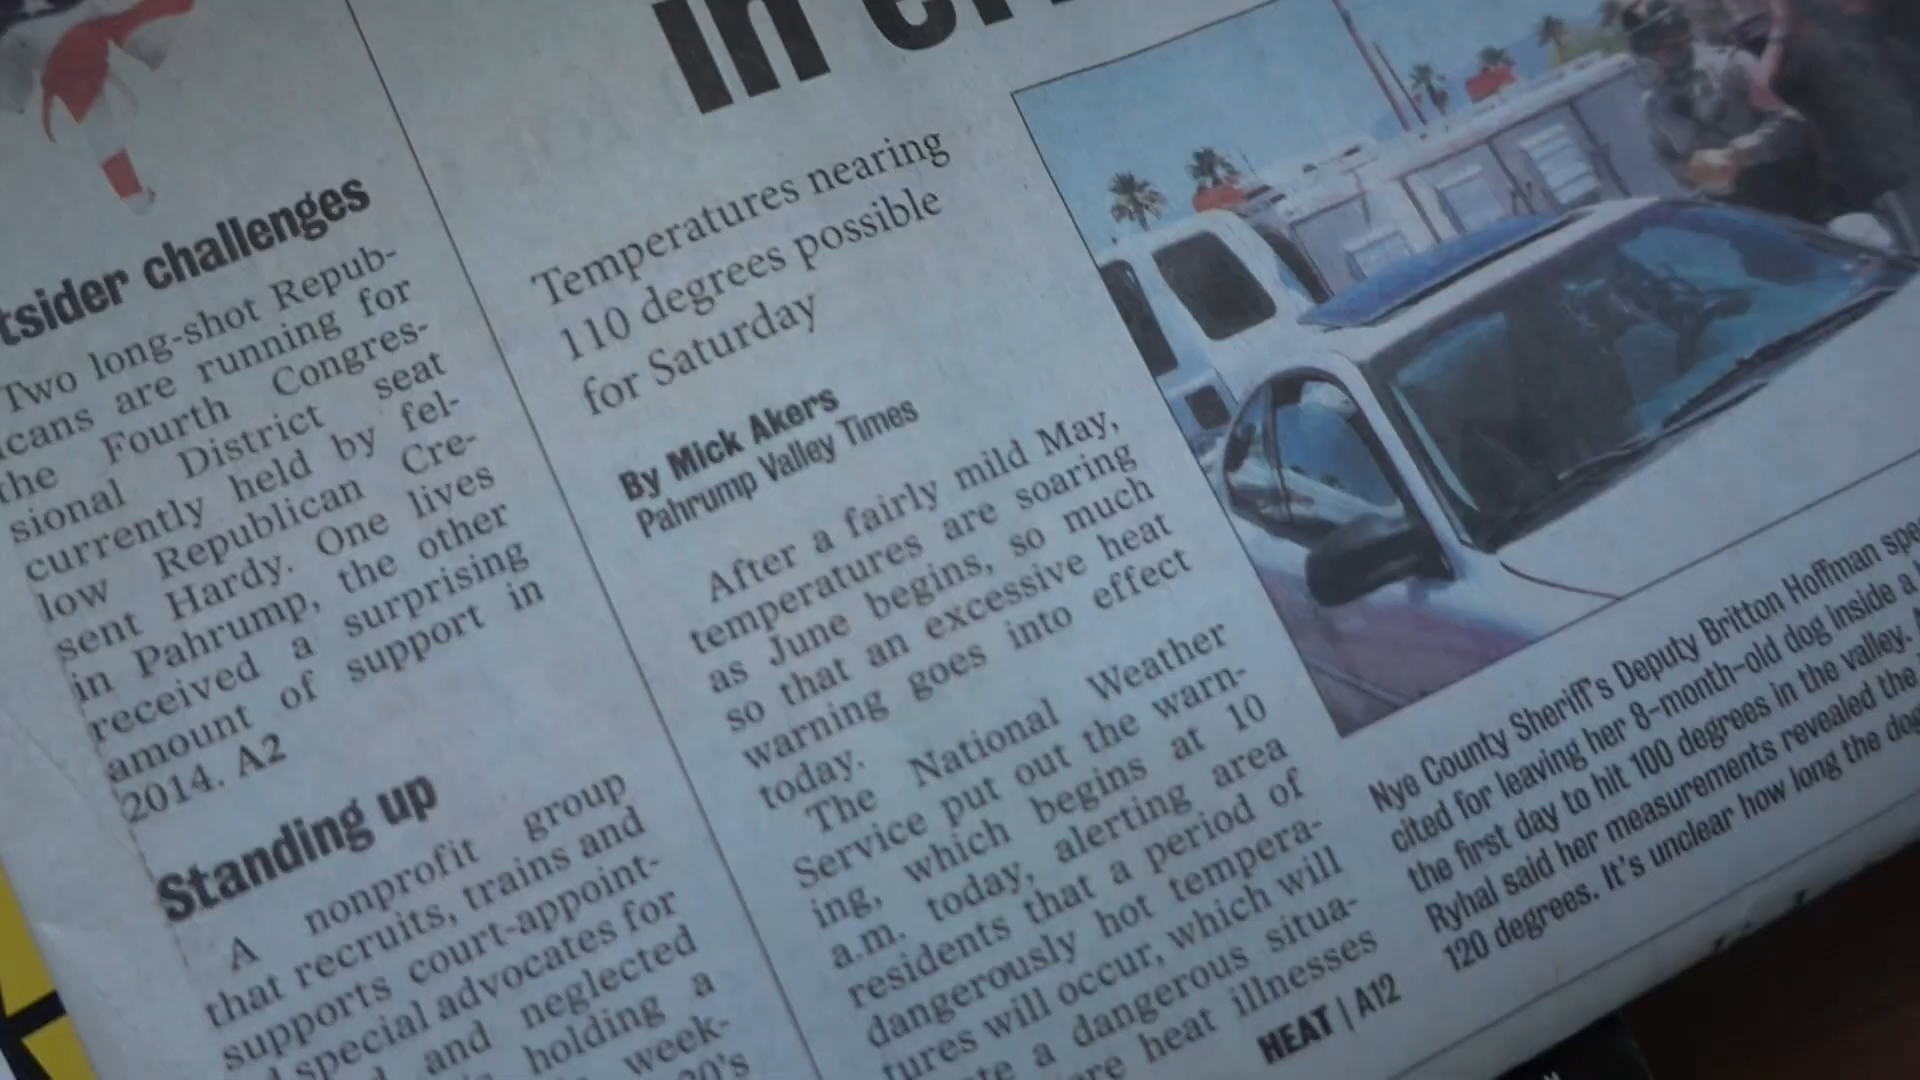 in
tsider challenges
Two long-shot Repub-
icans are running for
the Fourth Congres-
sional District seat
currently held by fel-
low Republican Cre-
sent Hardy. One lives
in Pahrump, the other
received a surprising
amount of support in
2014. A2
Standing up
A nonprofit group
that recruits, trains and
supports court-appoint-
special advocates for
and neglected
holding a
week-
Temperatures nearing
110 degrees possible
for Saturday
By Mick Akers
Pahrump Valley Times
After a fairly mild May,
temperatures are soaring
as June begins, so much
so that an excessive heat
warning goes into effect
today.
The National Weather
Service put out the warn-
ing, which begins at 10
a.m. today, alerting area
residents that a period of
dangerously hot tempera-
tures will occur, which will
a dangerous situa-
heat illnesses
HEAT | A12
Nye County Sheriff's Deputy Britton Hoffman spe
cited for leaving her 8-month-old dog inside a
the first day to hit 100 degrees in the valley.
Ryhal said her measurements revealed the
120 degrees. It's unclear how long the dog